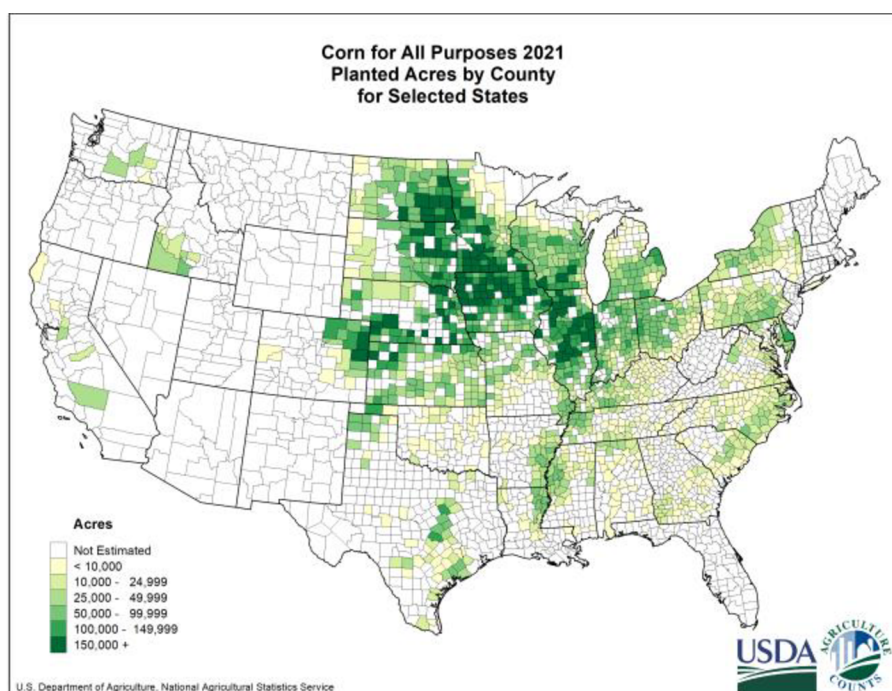 Corn for All Purposes 2021
Planted Acres by County
for Selected States
Acres
Not Estimated
< 10,000
10,000 - 24,999
25,000 - 49,999
50,000 - 99,999
100,000 - 149,999
150,000 +
USDA
AGRICULTURE
COUNTS
U.S. Department of Agriculture, National Agricultural Statistics Service